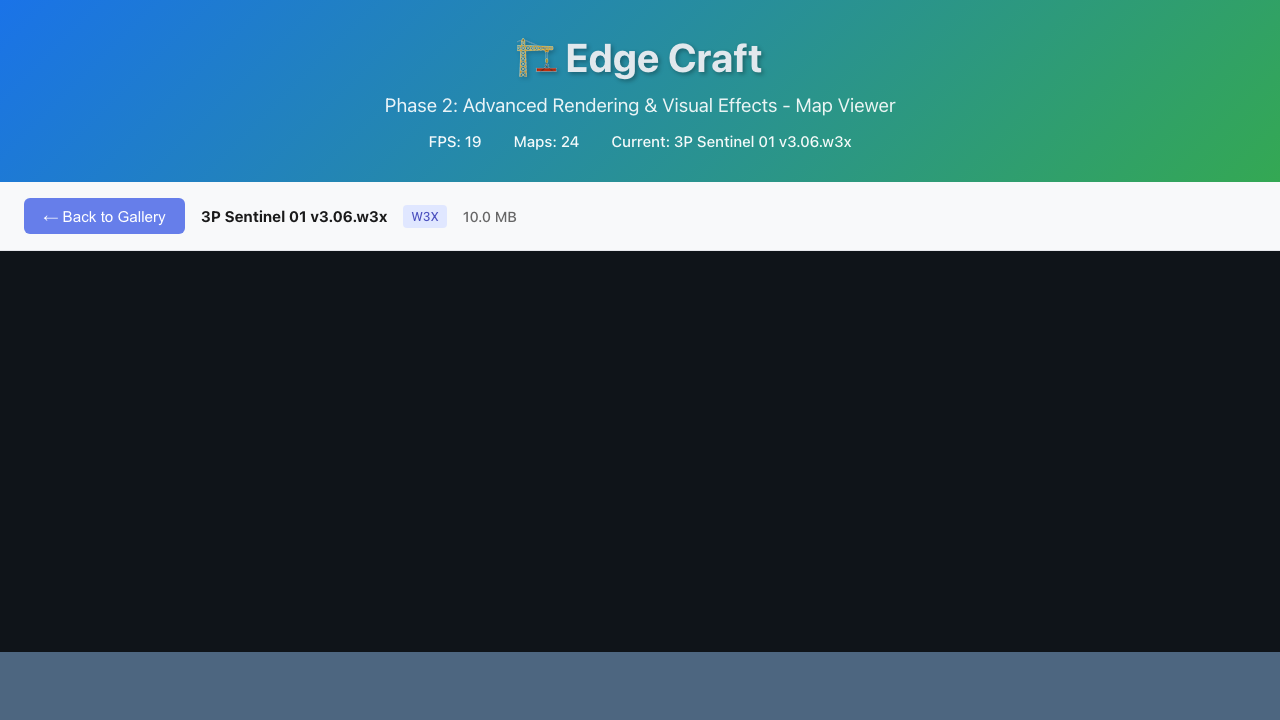 Edge Craft
Phase 2: Advanced Rendering & Visual Effects - Map Viewer
FPS: 19 Maps: 24 Current: 3P Sentinel 01 v3.06.w3x
← Back to Gallery 3P Sentinel 01 v3.06.w3x W3X 10.0 MB